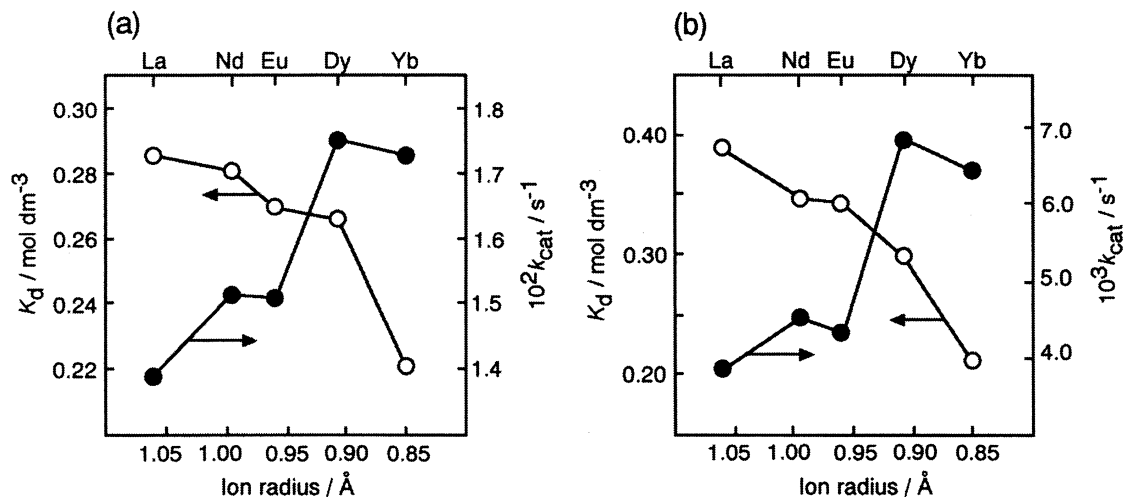 (a)
La Nd Eu Dy Yb
0.30
0.28
0.26
0.24
0.22
K_d / mol dm⁻³
1.8
1.7
1.6
1.5
1.4
10²k_cat / s⁻¹
1.05 1.00 0.95 0.90 0.85
Ion radius / Å
(b)
La Nd Eu Dy Yb
0.40
0.30
0.20
K_d / mol dm⁻³
7.0
6.0
5.0
4.0
10³k_cat / s⁻¹
1.05 1.00 0.95 0.90 0.85
Ion radius / Å